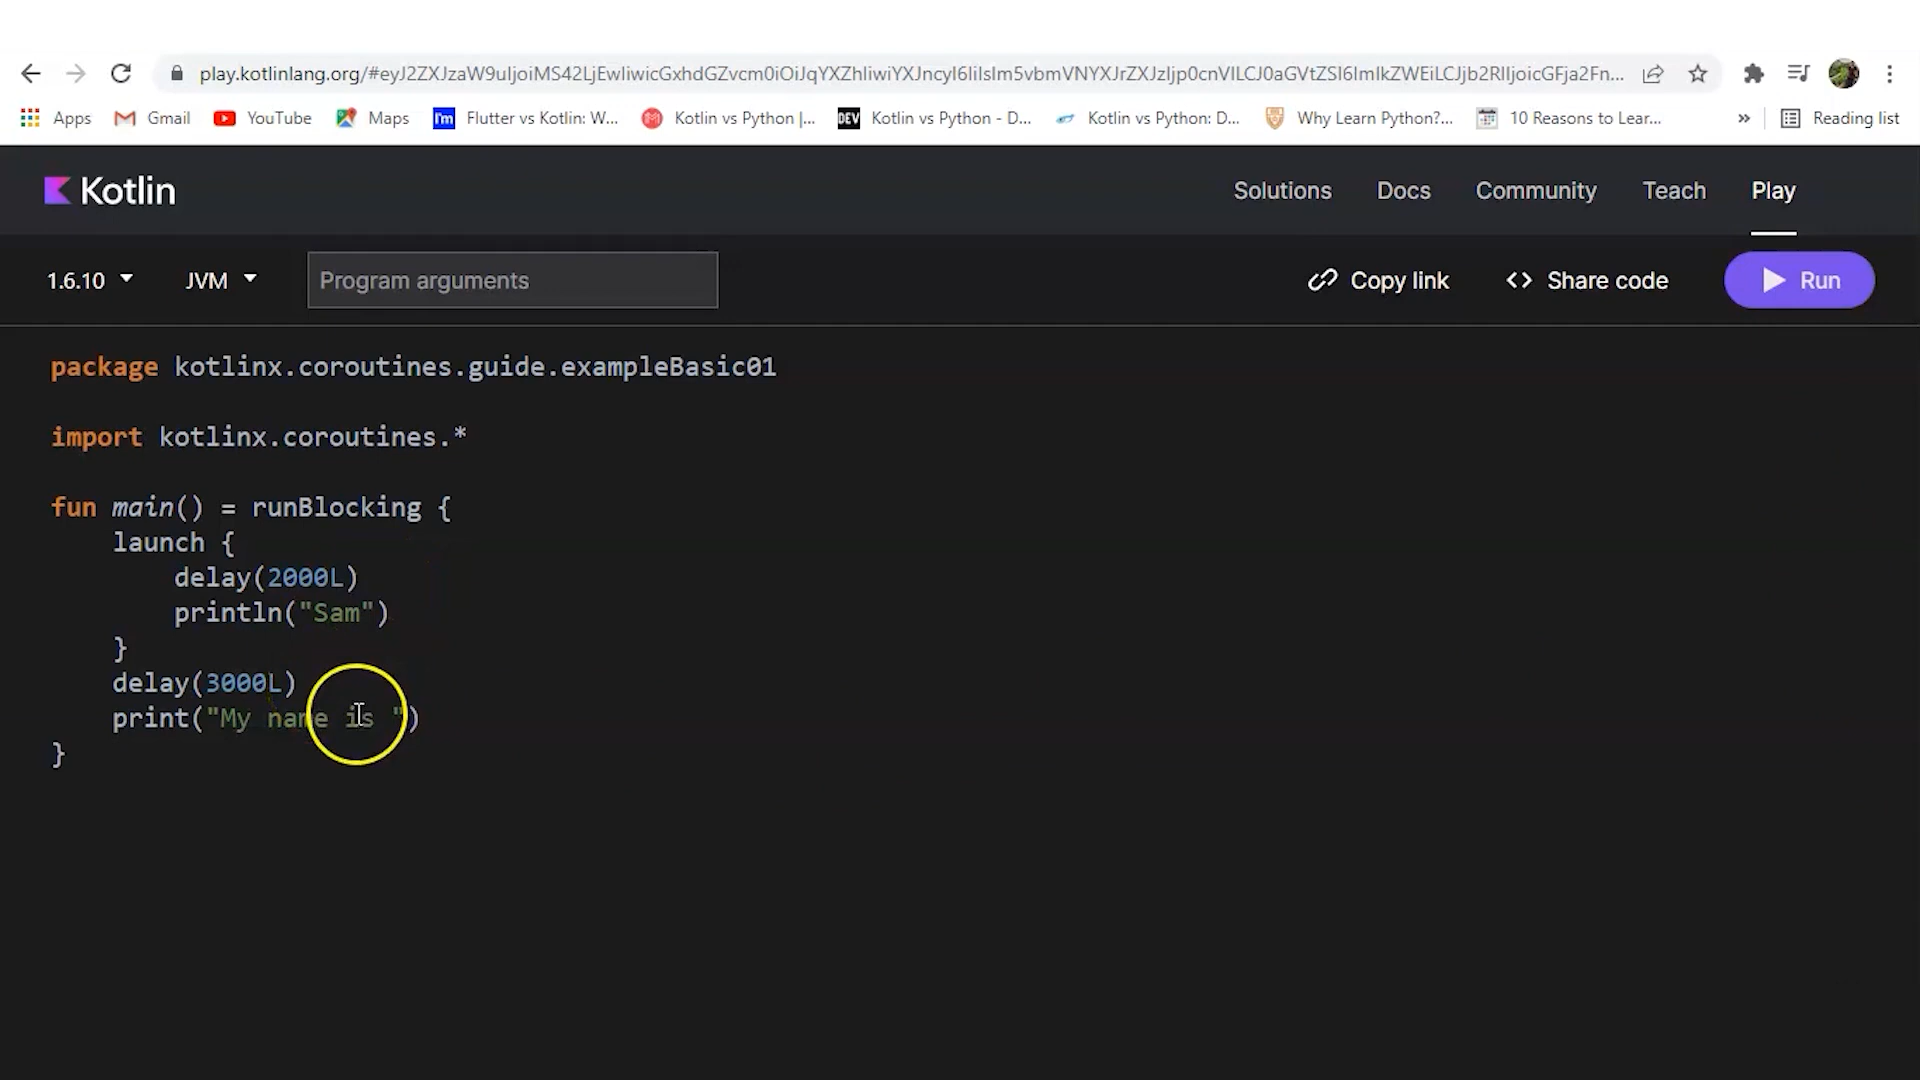 play.kotlinlang.org/
Apps Gmail YouTube Maps I'm Flutter vs Kotlin: W... Kotlin vs Python |... DEV Kotlin vs Python - D... Kotlin vs Python: D... Why Learn Python?... 10 Reasons to Lear... » Reading list
Kotlin Solutions Docs Community Teach Play
1.6.10 JVM Program arguments Copy link <> Share code Run
package kotlinx.coroutines.guide.exampleBasic01
import kotlinx.coroutines.*
fun main() = runBlocking {
    launch {
        delay(2000L)
        println("Sam")
    }
    delay(3000L)
    print("My name is ")
}